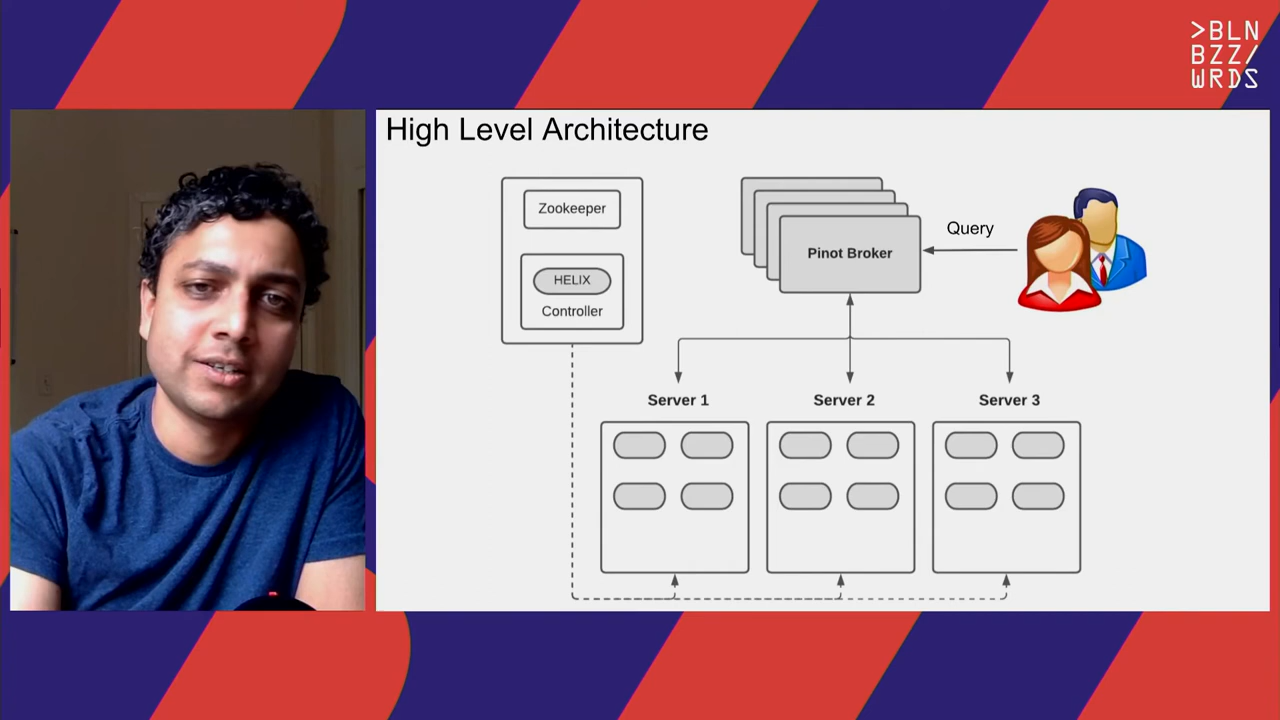 >BLN
BZZ/
WRDS
High Level Architecture
Zookeeper
HELIX
Controller
Pinot Broker
Query
Server 1
Server 2
Server 3